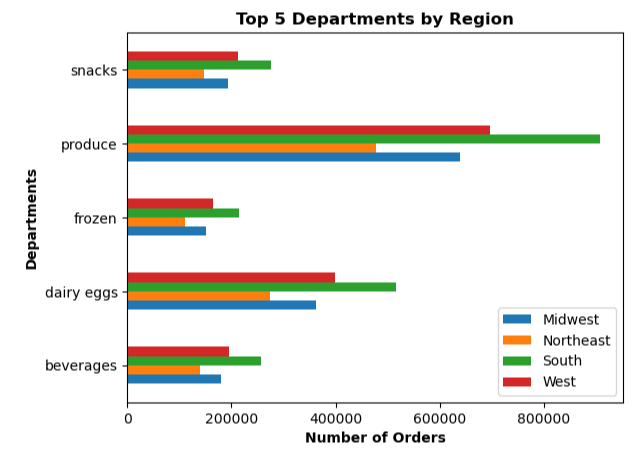 Top 5 Departments by Region
snacks
produce
frozen
dairy eggs
beverages
Departments
Midwest
Northeast
South
West
0 200000 400000 600000 800000
Number of Orders